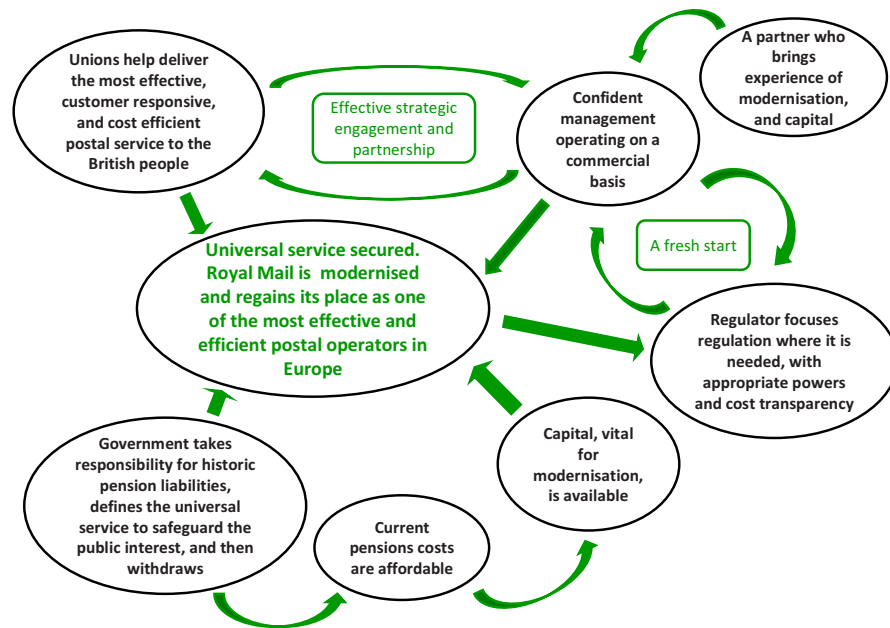 Unions help deliver
the most effective,
customer responsive,
and cost efficient
postal service to the
British people
Effective strategic
engagement and
partnership
Confident
management
operating on a
commercial
basis
A partner who
brings
experience of
modernisation,
and capital
A fresh start
Universal service secured.
Royal Mail is modernised
and regains its place as one
of the most effective and
efficient postal operators in
Europe
Regulator focuses
regulation where it is
needed, with
appropriate powers
and cost transparency
Government takes
responsibility for historic
pension liabilities,
defines the universal
service to safeguard the
public interest, and then
withdraws
Current
pensions costs
are affordable
Capital, vital
for
modernisation,
is available